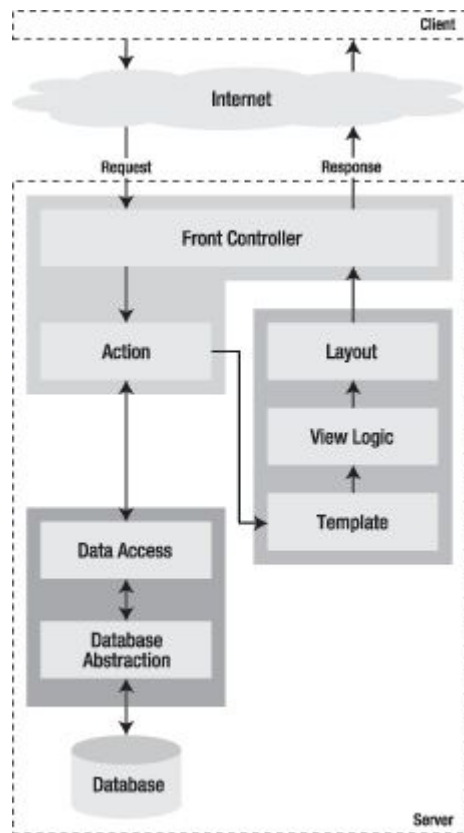 Client
Internet
Request
Response
Front Controller
Action
Layout
View Logic
Template
Data Access
Database
Abstraction
Database
Server